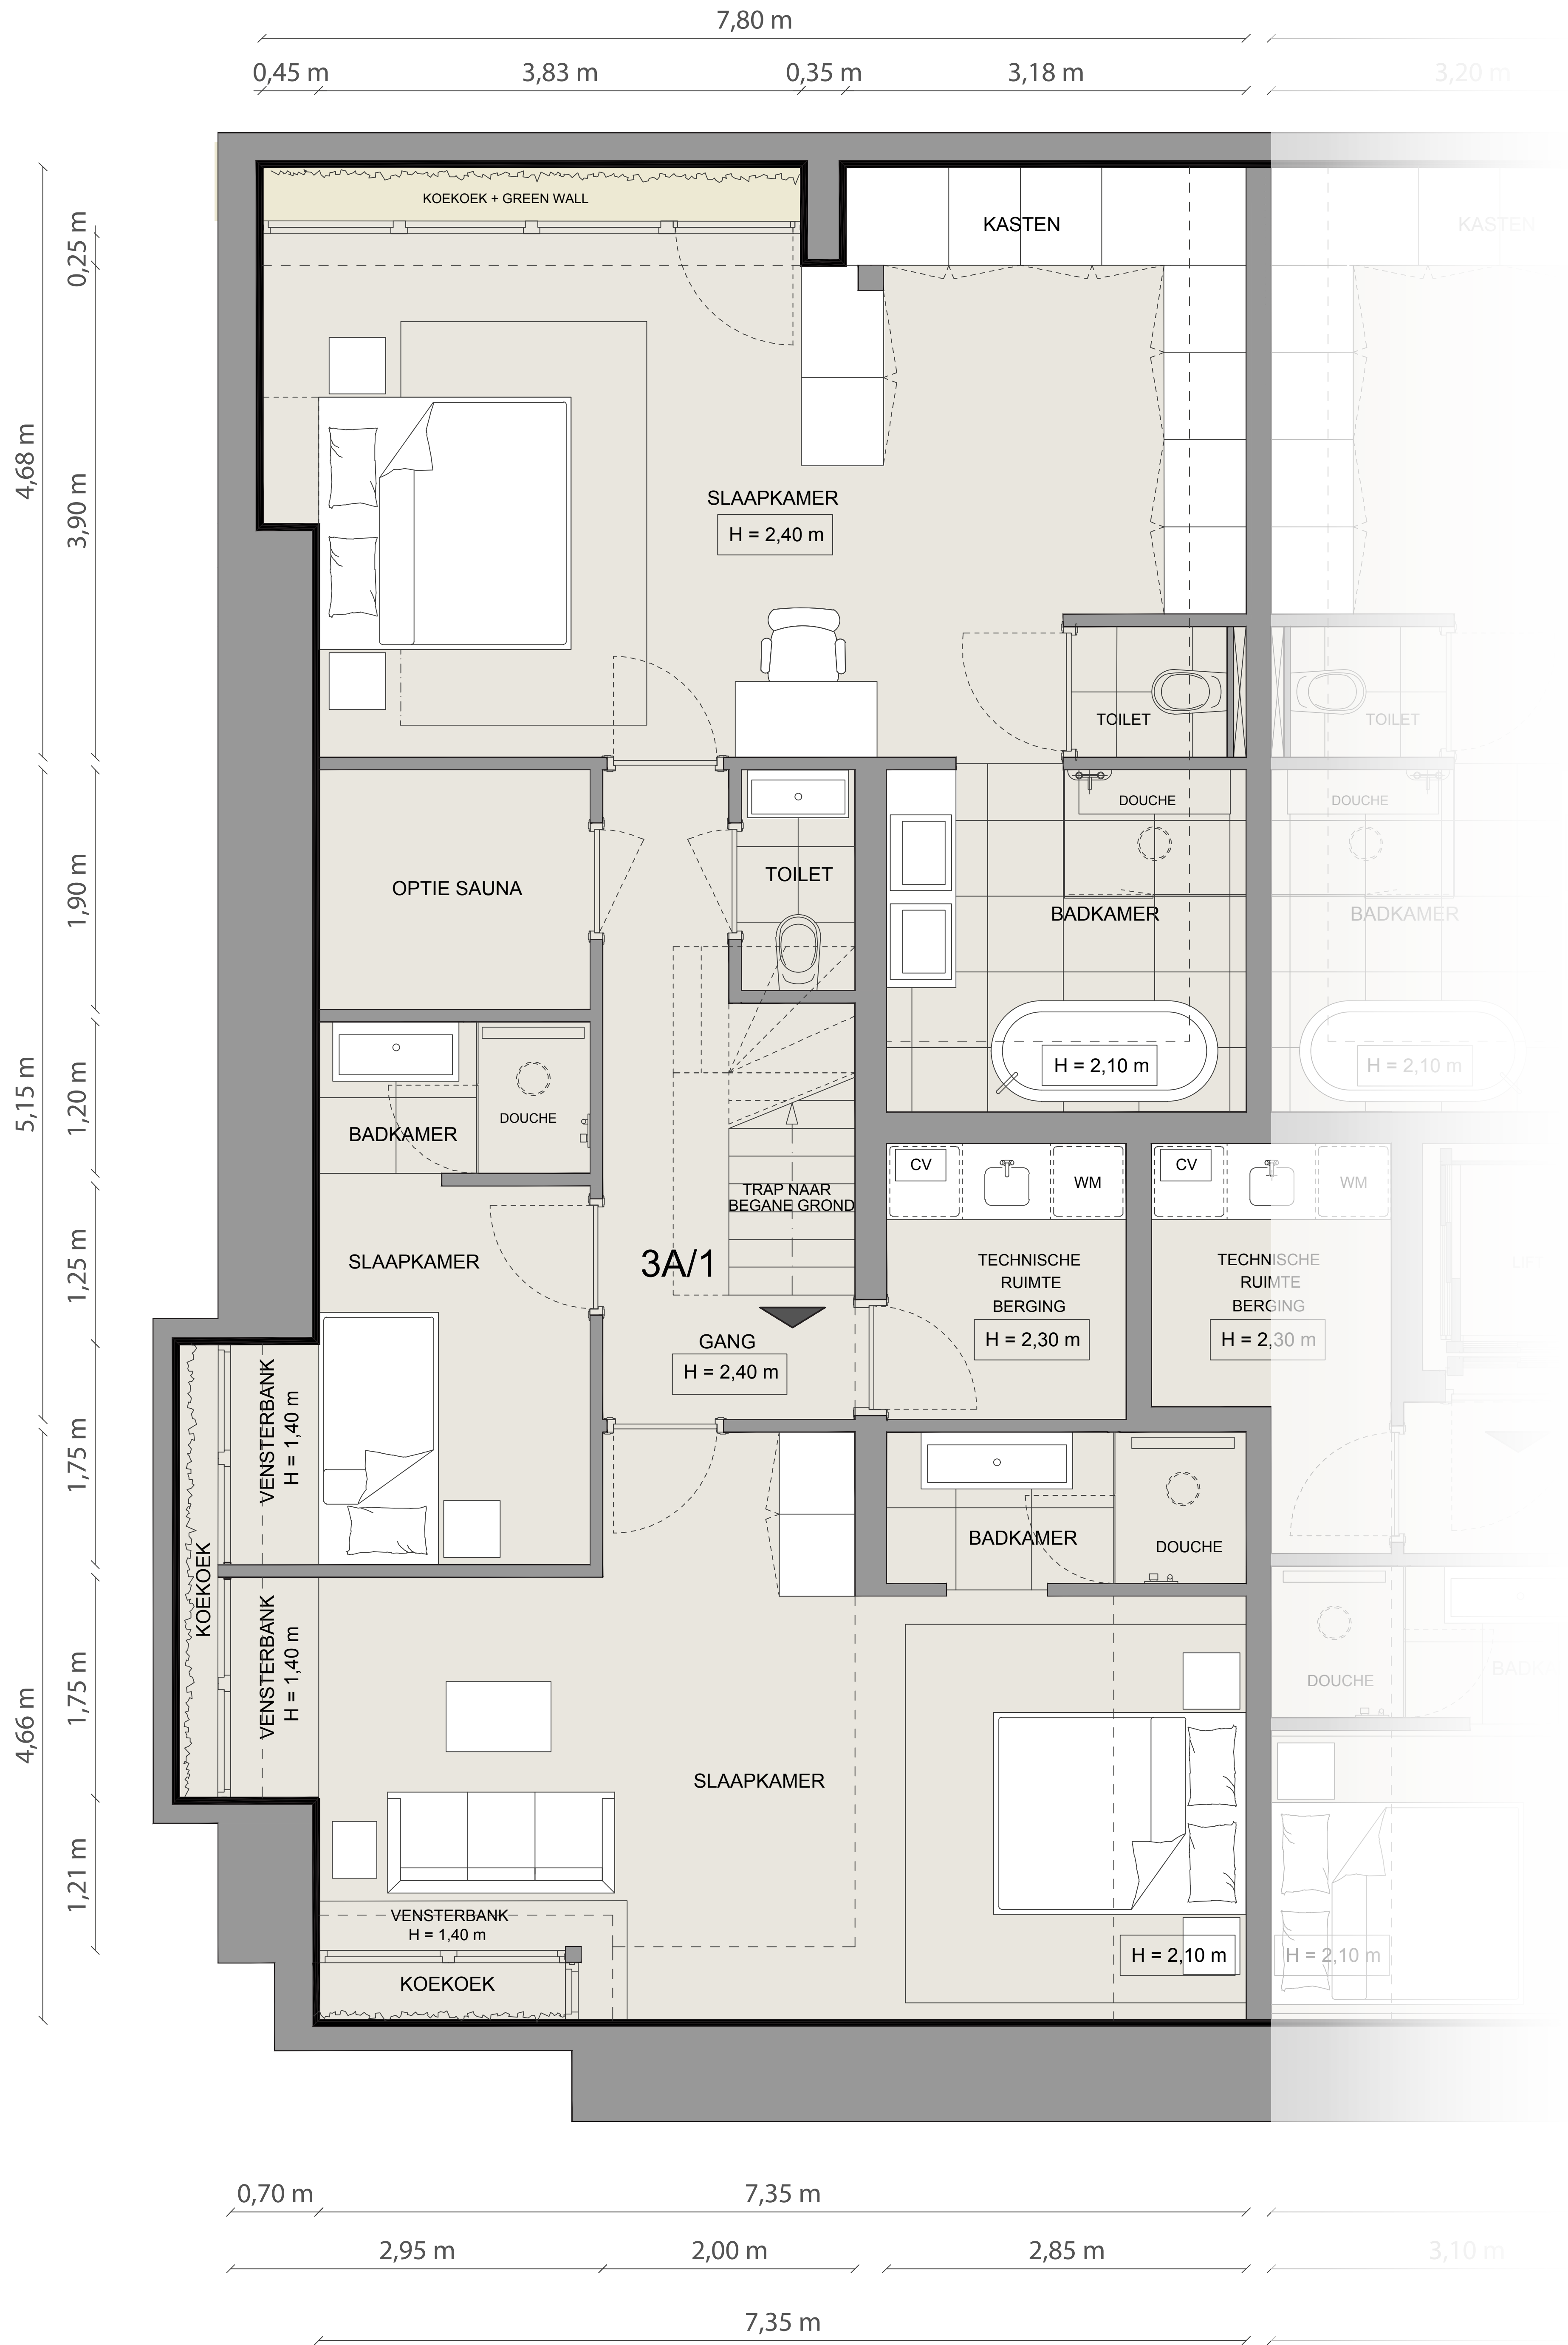 7,80 m
0,45 m
3,83 m
0,35 m
3,18 m
3,20 m
KOEKOEK + GREEN WALL
KASTEN
KASTEN
0,25 m
4,68 m
3,90 m
SLAAPKAMER
H = 2,40 m
TOILET
TOILET
DOUCHE
DOUCHE
OPTIE SAUNA
TOILET
BADKAMER
BADKAMER
1,90 m
5,15 m
1,20 m
H = 2,10 m
H = 2,10 m
DOUCHE
BADKAMER
CV
WM
CV
WM
TRAP NAAR
BEGANE GROND
SLAAPKAMER
3A/1
1,25 m
TECHNISCHE
RUIMTE
BERGING
H = 2,30 m
TECHNISCHE
RUIMTE
BERGING
H = 2,30 m
GANG
H = 2,40 m
VENSTERBANK
H = 1,40 m
1,75 m
KOEKOEK
BADKAMER
DOUCHE
VENSTERBANK
H = 1,40 m
1,75 m
4,66 m
DOUCHE
SLAAPKAMER
1,21 m
VENSTERBANK
H = 1,40 m
KOEKOEK
H = 2,10 m
H = 2,10 m
0,70 m
7,35 m
2,95 m
2,00 m
2,85 m
3,10 m
7,35 m